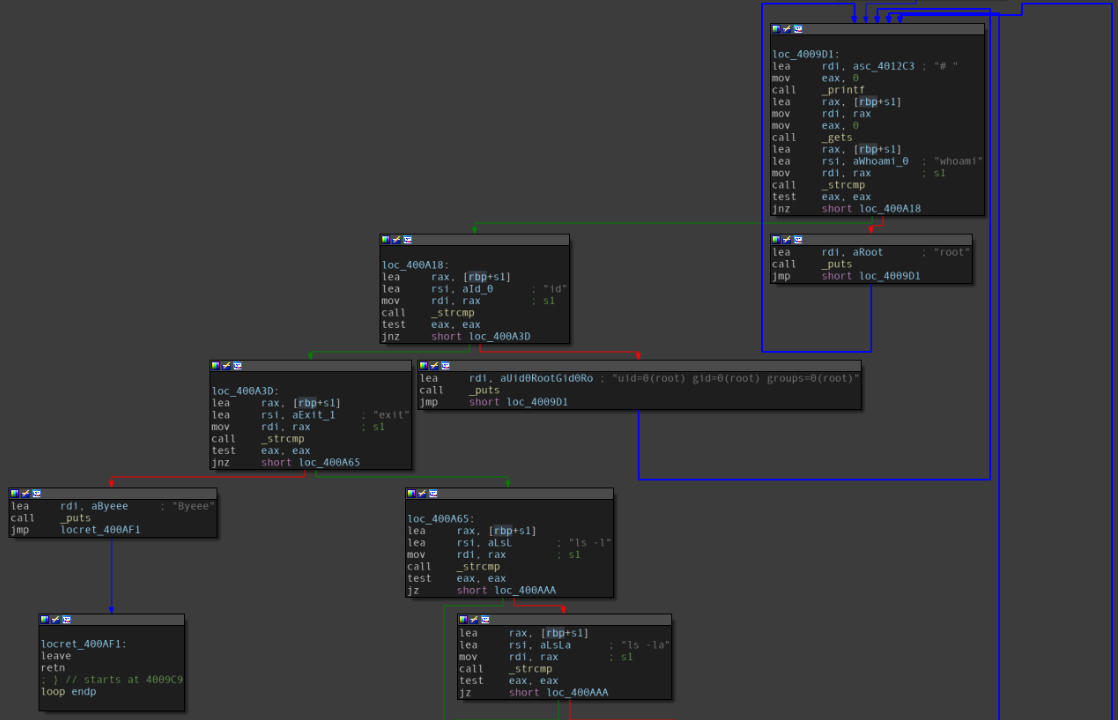 loc_4009D1:
lea rdi, asc_4012C3 ; "# "
mov eax, 0
call _printf
lea rax, [rbp+s1]
mov rdi, rax
mov eax, 0
call _gets
lea rax, [rbp+s1]
lea rsi, aWhoami_0 ; "whoami"
mov rdi, rax ; s1
call _strcmp
test eax, eax
jnz short loc_400A18
loc_400A18:
lea rax, [rbp+s1]
lea rsi, aId_0 ; "id"
mov rdi, rax ; s1
call _strcmp
test eax, eax
jnz short loc_400A3D
lea rdi, aRoot ; "root"
call _puts
jmp short loc_4009D1
loc_400A3D:
lea rax, [rbp+s1]
lea rsi, aExit_1 ; "exit"
mov rdi, rax ; s1
call _strcmp
test eax, eax
jnz short loc_400A65
lea rdi, aUid0RootGid0Ro ; "uid=0(root) gid=0(root) groups=0(root)"
call _puts
jmp short loc_4009D1
lea rdi, aByeee ; "Byeee"
call _puts
jmp locret_400AF1
loc_400A65:
lea rax, [rbp+s1]
lea rsi, aLsL ; "ls -l"
mov rdi, rax ; s1
call _strcmp
test eax, eax
jz short loc_400AAA
locret_400AF1:
leave
retn
; } // starts at 4009C9
loop endp
lea rax, [rbp+s1]
lea rsi, aLsLa ; "ls -la"
mov rdi, rax ; s1
call _strcmp
test eax, eax
jz short loc_400AAA